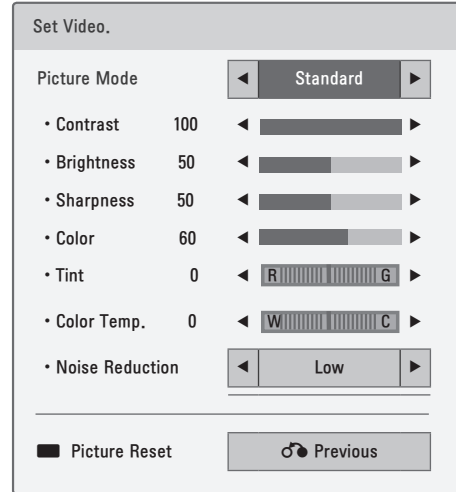 Set Video.
Picture Mode Standard
• Contrast 100
• Brightness 50
• Sharpness 50
• Color 60
• Tint 0 R G
• Color Temp. 0 W C
• Noise Reduction Low
Picture Reset Previous